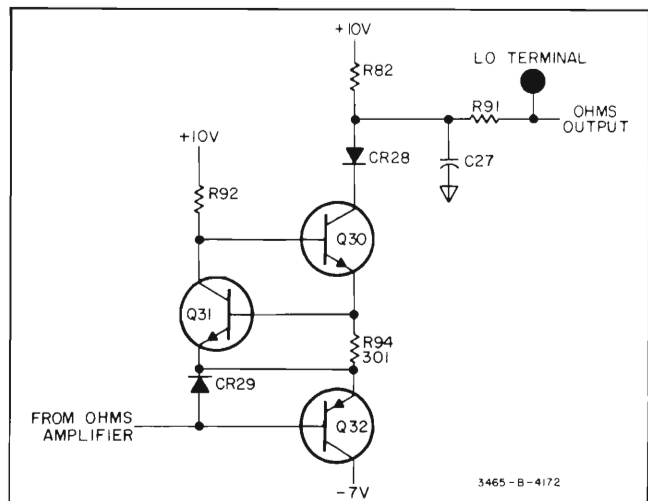 +10V
R82
LO TERMINAL
R91
OHMS
OUTPUT
+10V
CR28
C27
R92
Q30
Q31
R94
301
CR29
FROM OHMS
AMPLIFIER
Q32
-7V
3465-B-4172